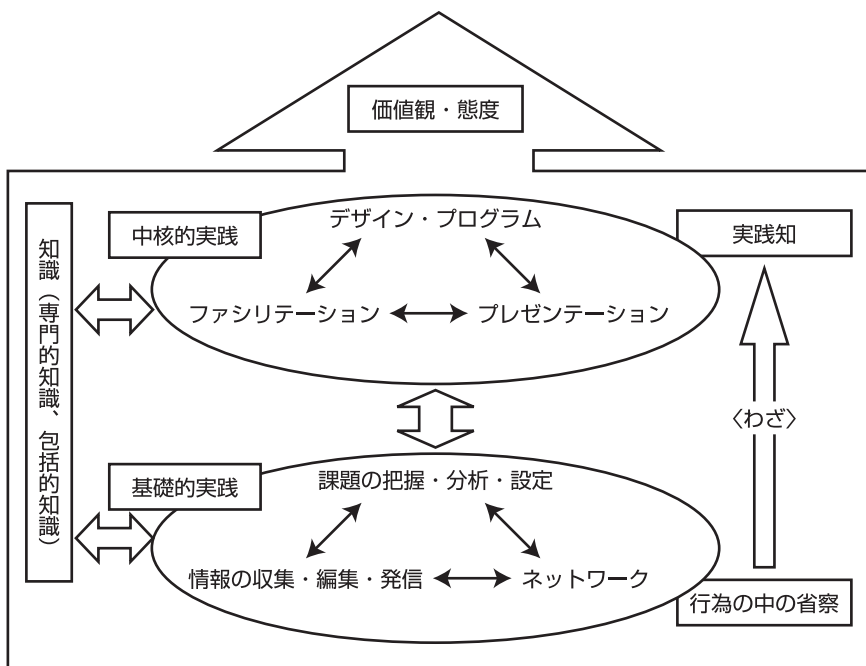 価値観・態度
知識（専門的知識、包括的知識）
中核的実践
デザイン・プログラム
実践知
ファシリテーション
プレゼンテーション
〈わざ〉
基礎的実践
課題の把握・分析・設定
情報の収集・編集・発信
ネットワーク
行為の中の省察